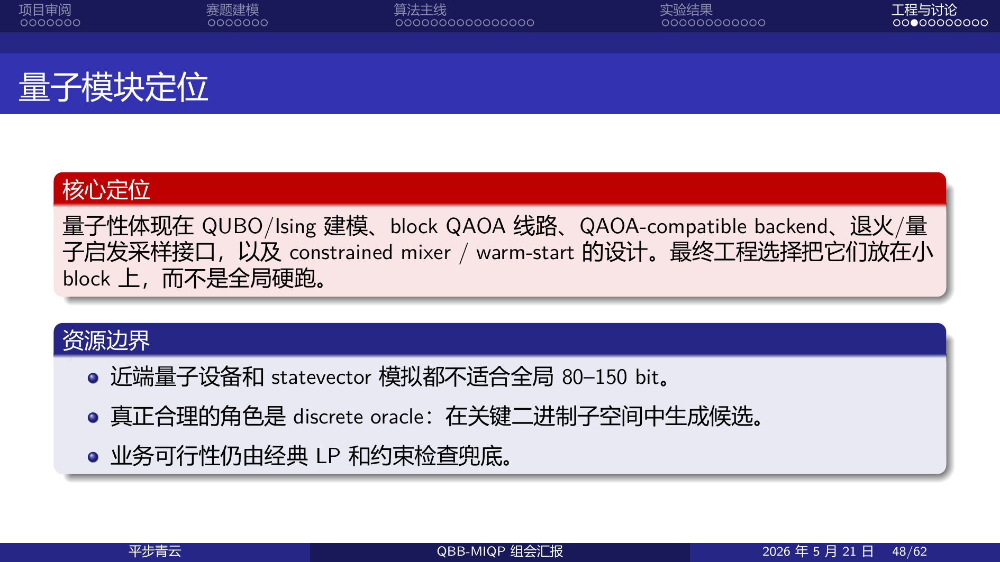 项目审阅
赛题建模
算法主线
实验结果
工程与讨论
量子模块定位
核心定位
量子性体现在 QUBO/Ising 建模、block QAOA 线路、QAOA-compatible backend、退火/量
子启发采样接口，以及 constrained mixer / warm-start 的设计。最终工程选择把它们放在小
block 上，而不是全局硬跑。
资源边界
近端量子设备和 statevector 模拟都不适合全局 80–150 bit。
真正合理的角色是 discrete oracle：在关键二进制子空间中生成候选。
业务可行性仍由经典 LP 和约束检查兜底。
平步青云
QBB-MIQP 组会汇报
2026 年 5 月 21 日 48/62